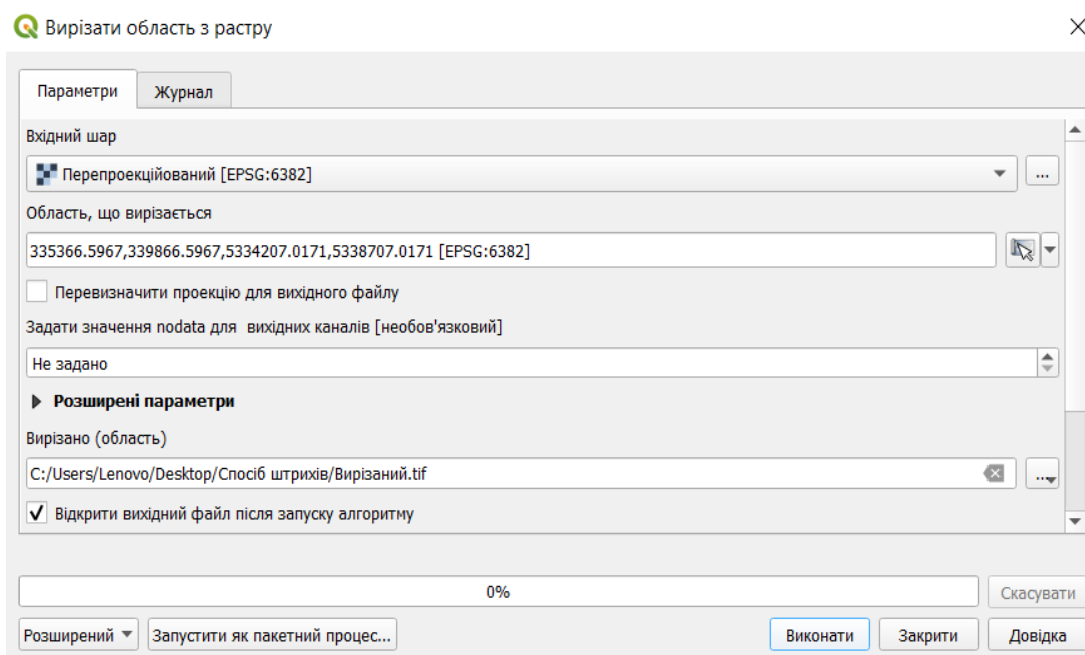 Вирізати область з растру
Параметри
Журнал
Вхідний шар
Перепроекційований [EPSG:6382]
...
Область, що вирізається
335366.5967,339866.5967,5334207.0171,5338707.0171 [EPSG:6382]
Перевизначити проекцію для вихідного файлу
Задати значення nodata для  вихідних каналів [необов'язковий]
Не задано
Розширені параметри
Вирізано (область)
C:/Users/Lenovo/Desktop/Спосіб штрихів/Вирізаний.tif
...
Відкрити вихідний файл після запуску алгоритму
0%
Скасувати
Розширений
Запустити як пакетний процес...
Виконати
Закрити
Довідка